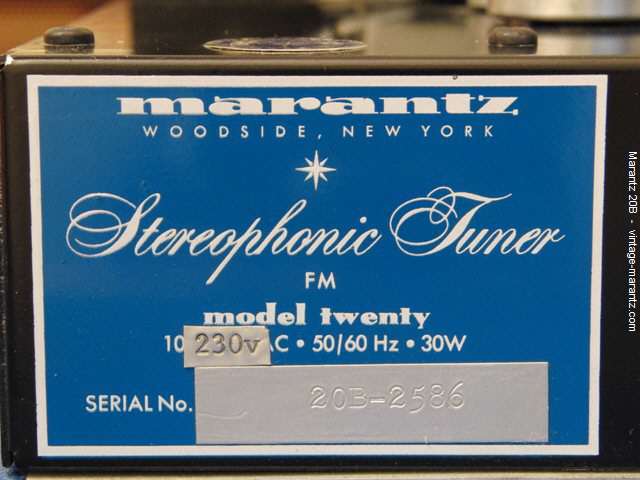 marantz
WOODSIDE, NEW YORK
Stereophonic Tuner
FM
model twenty
10 230v AC • 50/60 Hz • 30W
SERIAL No. 20B-2586
Marantz 20B - vintage-marantz.com